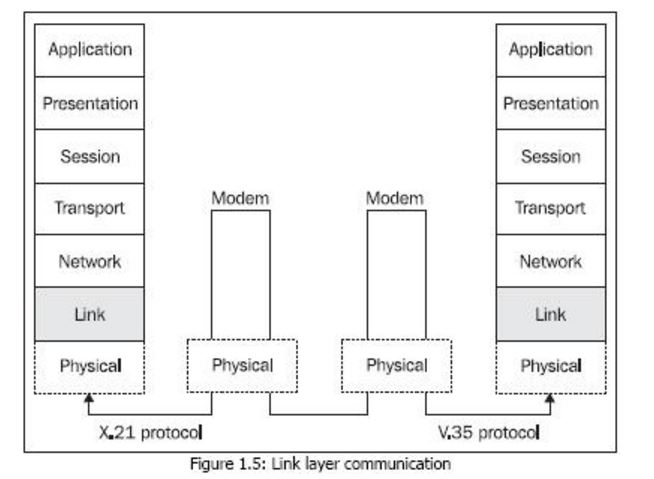 Application
Presentation
Session
Transport
Network
Link
Physical
Modem
Physical
Modem
Physical
Application
Presentation
Session
Transport
Network
Link
Physical
X.21 protocol
V.35 protocol
Figure 1.5: Link layer communication